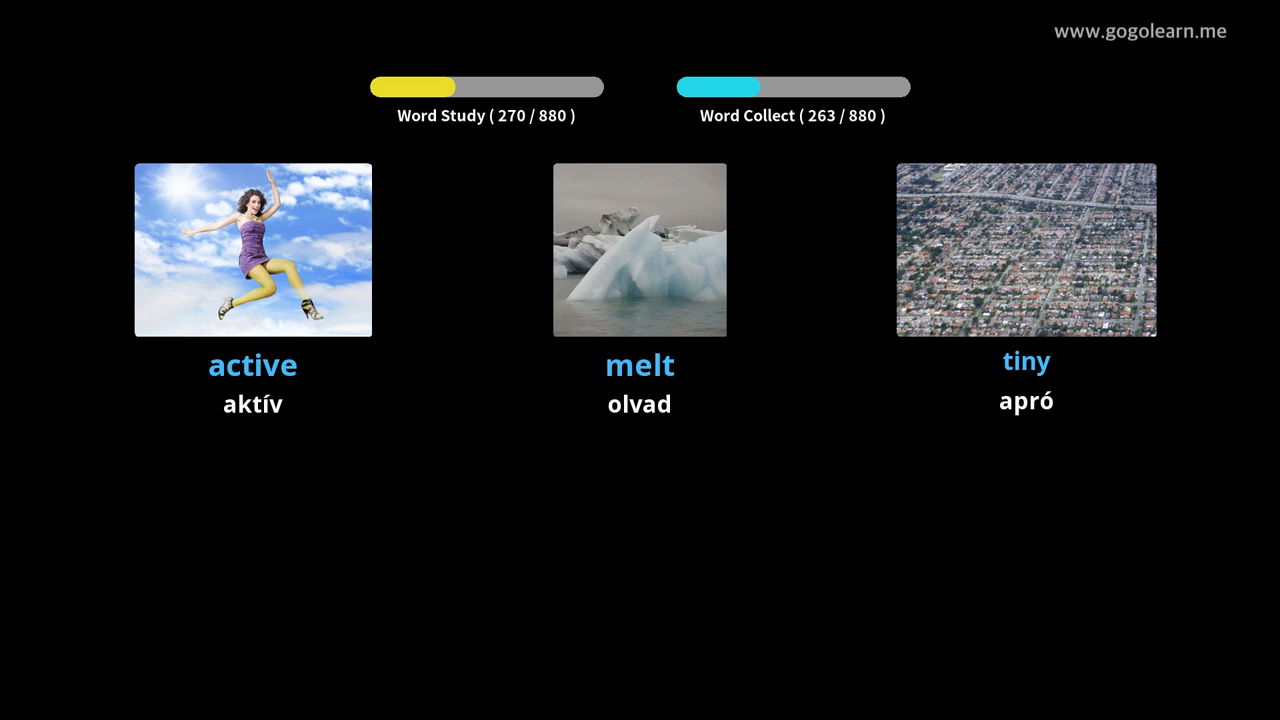 www.gogolearn.me
Word Study ( 270 / 880 )
Word Collect ( 263 / 880 )
active
melt
tiny
aktív
olvad
apró